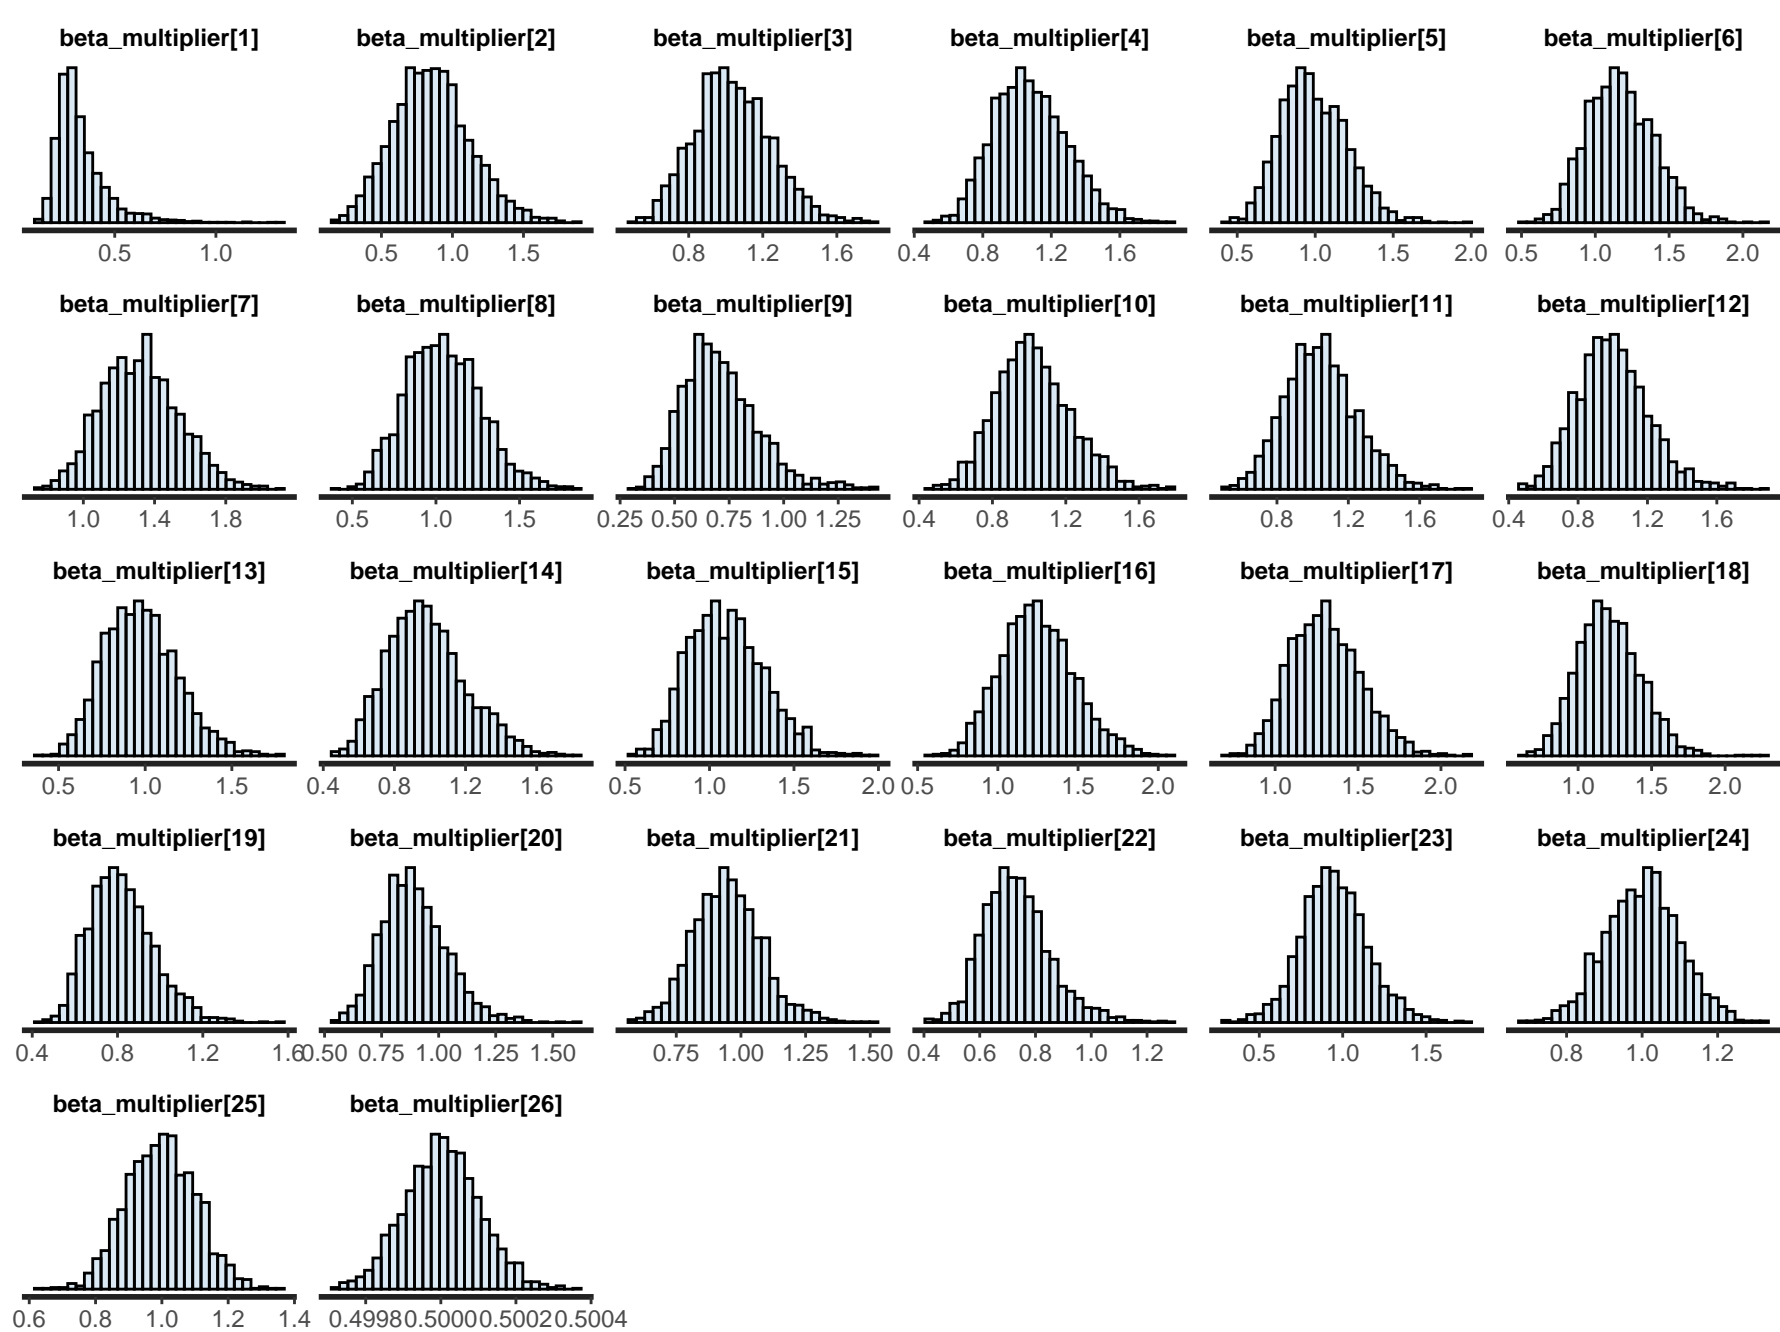 beta_multiplier[1] beta_multiplier[2] beta_multiplier[3] beta_multiplier[4] beta_multiplier[5] beta_multiplier[6]
0.5 1.0 0.5 1.0 1.5 0.8 1.2 1.6 0.4 0.8 1.2 1.6 0.5 1.0 1.5 2.0 0.5 1.0 1.5 2.0
beta_multiplier[7] beta_multiplier[8] beta_multiplier[9] beta_multiplier[10] beta_multiplier[11] beta_multiplier[12]
1.0 1.4 1.8 0.5 1.0 1.5 0.25 0.50 0.75 1.00 1.25 0.4 0.8 1.2 1.6 0.8 1.2 1.6 0.4 0.8 1.2 1.6
beta_multiplier[13] beta_multiplier[14] beta_multiplier[15] beta_multiplier[16] beta_multiplier[17] beta_multiplier[18]
0.5 1.0 1.5 0.4 0.8 1.2 1.6 0.5 1.0 1.5 2.0 0.5 1.0 1.5 2.0 1.0 1.5 2.0 1.0 1.5 2.0
beta_multiplier[19] beta_multiplier[20] beta_multiplier[21] beta_multiplier[22] beta_multiplier[23] beta_multiplier[24]
0.4 0.8 1.2 1.6 0.50 0.75 1.00 1.25 1.50 0.75 1.00 1.25 1.50 0.4 0.6 0.8 1.0 1.2 0.5 1.0 1.5 0.8 1.0 1.2
beta_multiplier[25] beta_multiplier[26]
0.6 0.8 1.0 1.2 1.4 0.4998 0.5000 0.5002 0.5004